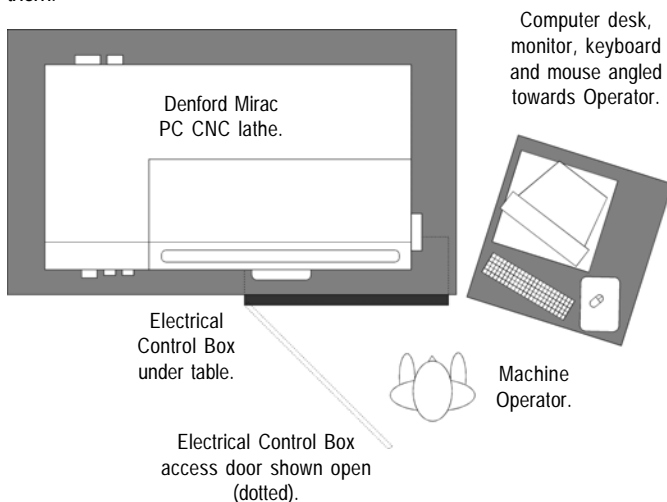 Computer desk,
monitor, keyboard
and mouse angled
towards Operator.
Denford Mirac
PC CNC lathe.
Electrical
Control Box
under table.
Machine
Operator.
Electrical Control Box
access door shown open
(dotted).